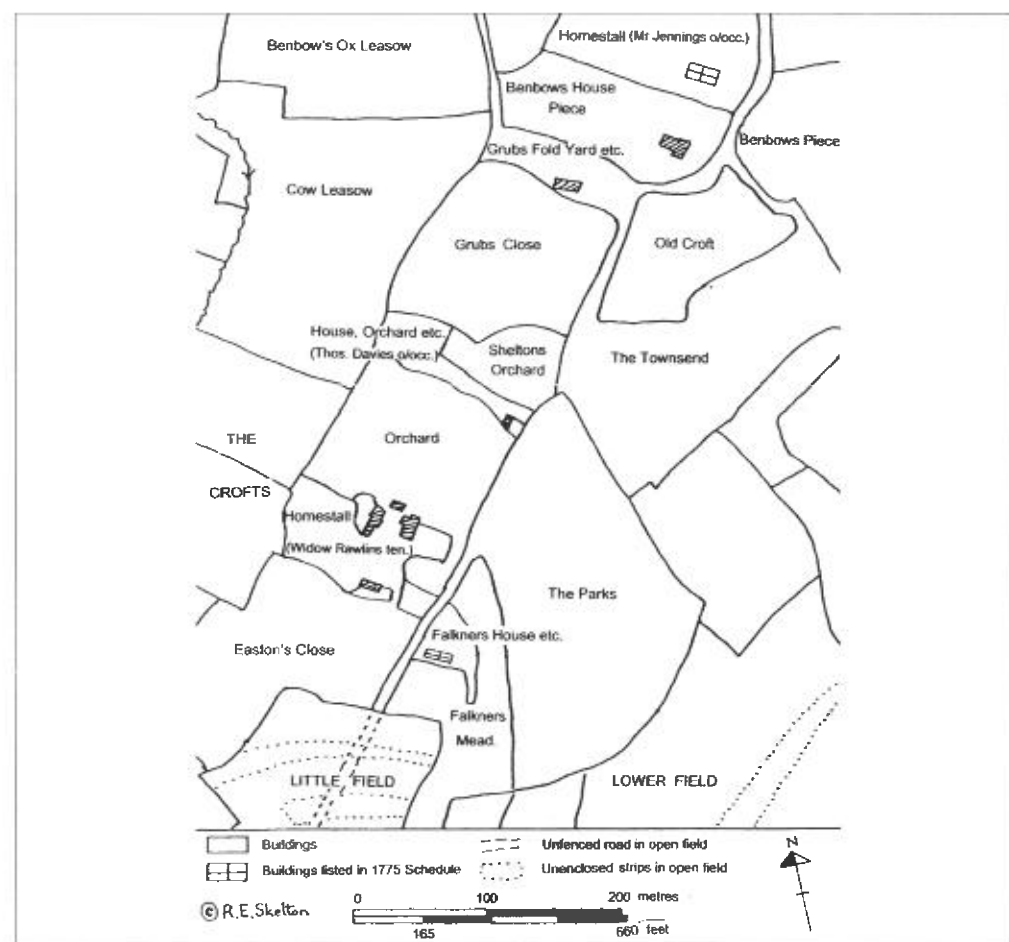 Homestall (Mr Jennings o/occ.)
Benbow's Ox Leasow
Benbows House
Piece
Benbows Piece
Grubs Fold Yard etc.
Cow Leasow
Grubs Close
Old Croft
House, Orchard etc.
(Thos. Davies o/occ.)
Sheltons
Orchard
The Townsend
Orchard
THE
CROFTS
Homestall
(Widow Rawlins ten.)
The Parks
Falkners House etc.
Easton's Close
Falkners
Mead
LITTLE FIELD
LOWER FIELD
Buildings
Unfenced road in open field
Buildings listed in 1775 Schedule
Unenclosed strips in open field
N
© R.E.Skelton
0 100 200 metres
165 660 feet